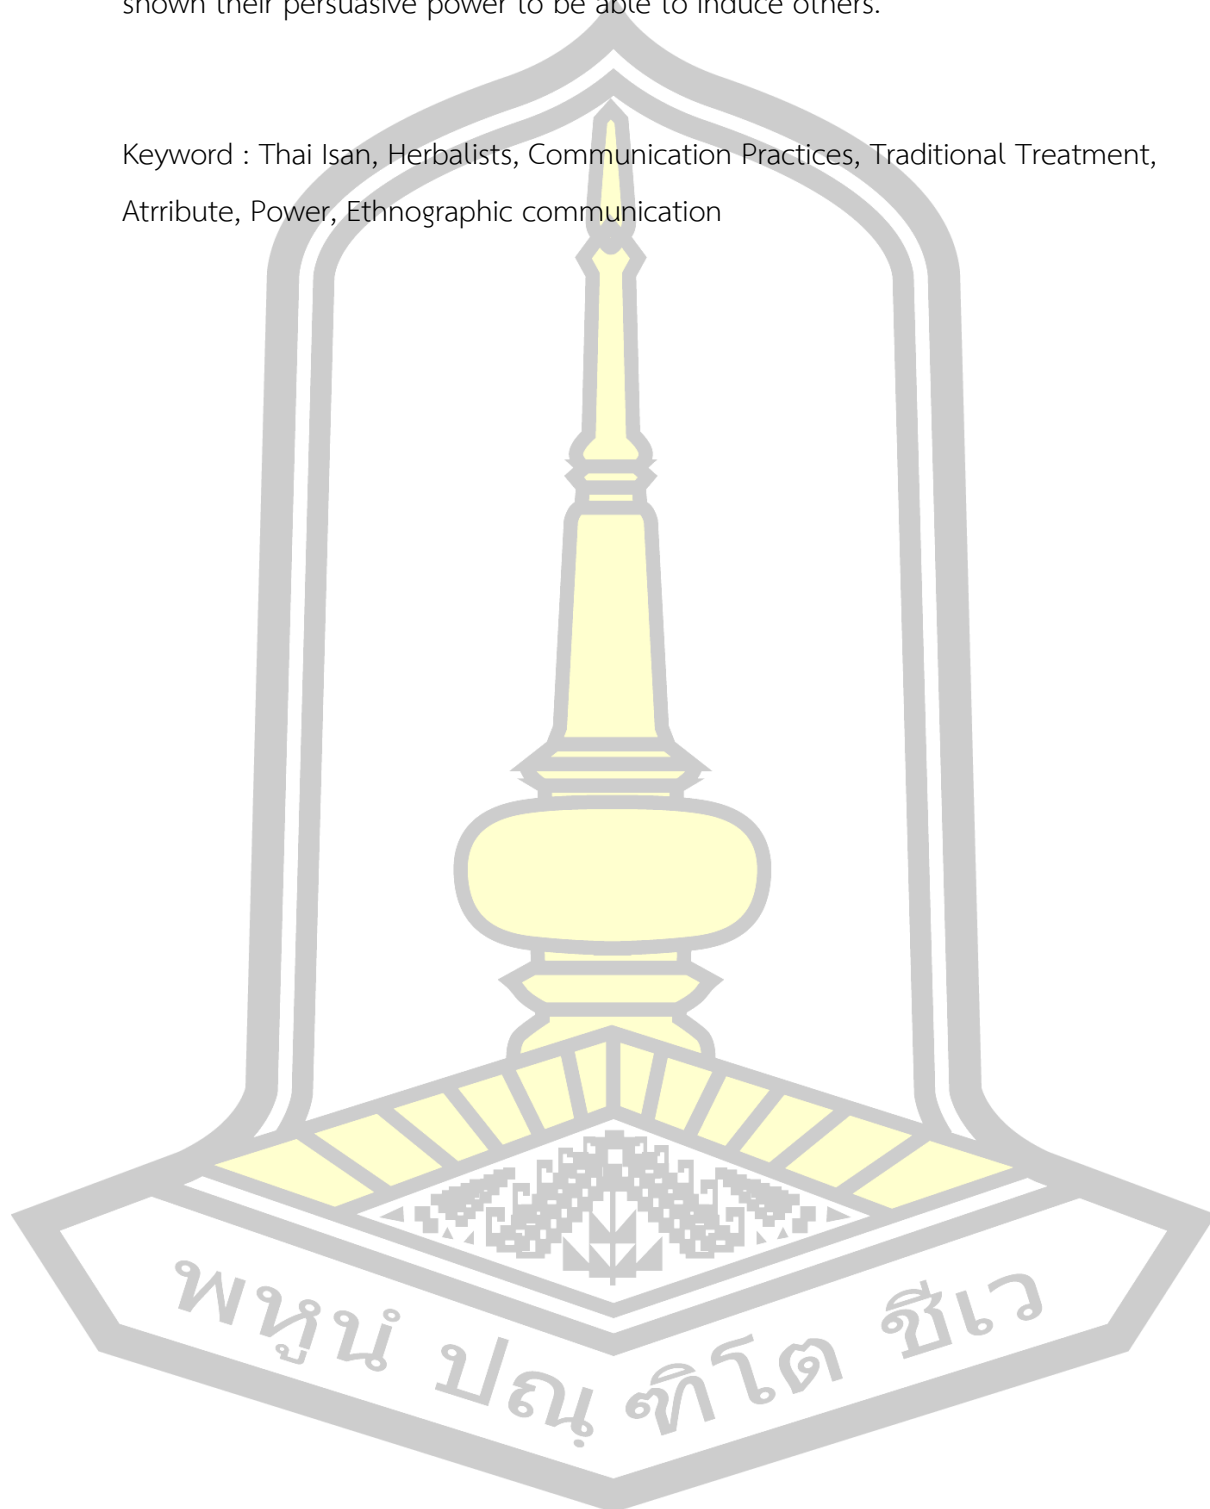 shown their persuasive power to be able to induce others.
Keyword : Thai Isan, Herbalists, Communication Practices, Traditional Treatment,
Atrribute, Power, Ethnographic communication
พหูนํ ปณฺฑิโต ชีเว